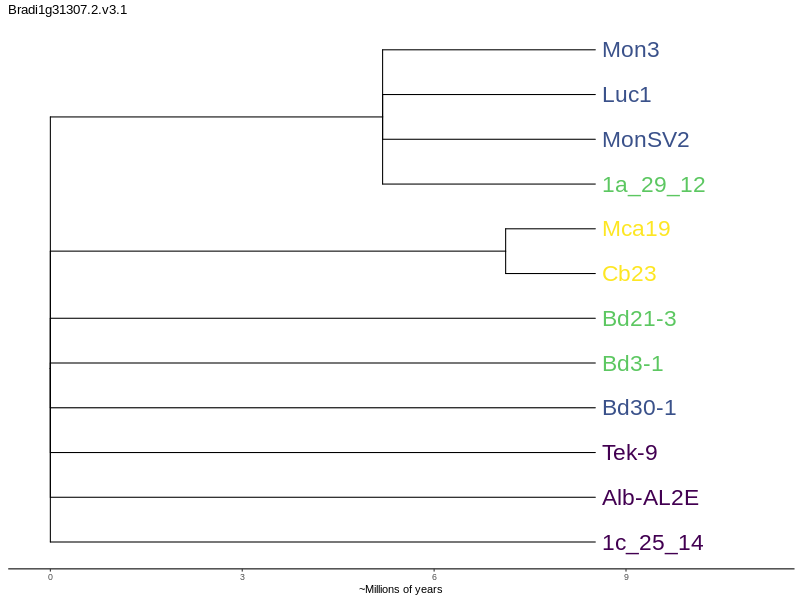 Bradi1g31307.2.v3.1
Mon3
Luc1
MonSV2
1a_29_12
Mca19
Cb23
Bd21-3
Bd3-1
Bd30-1
Tek-9
Alb-AL2E
1c_25_14
0 3 6 9
~Millions of years